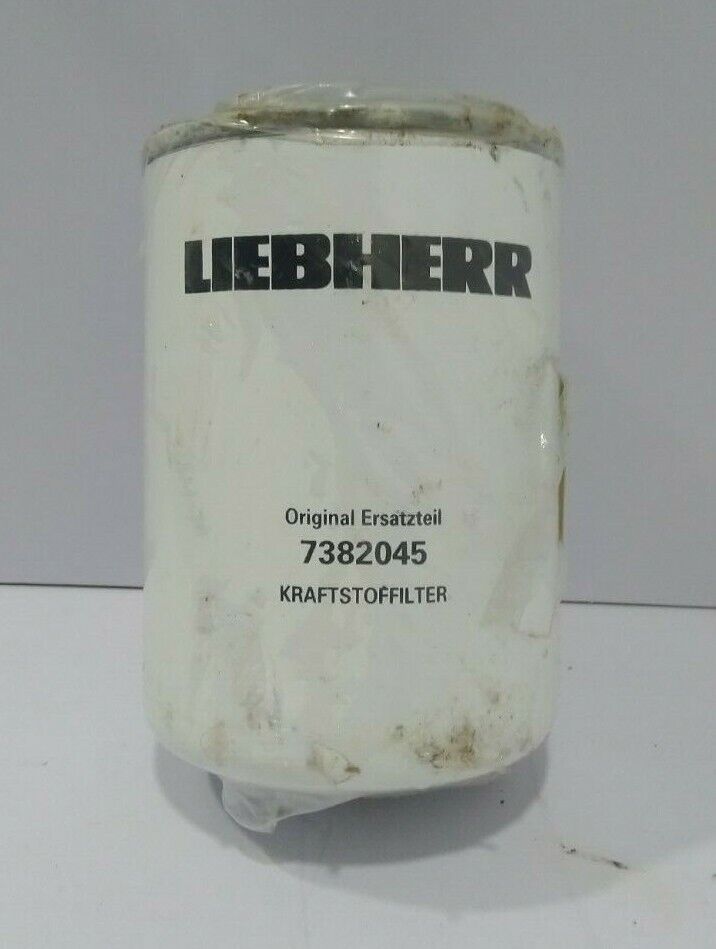 LIEBHERR
Original Ersatzteil
7382045
KRAFTSTOFFILTER